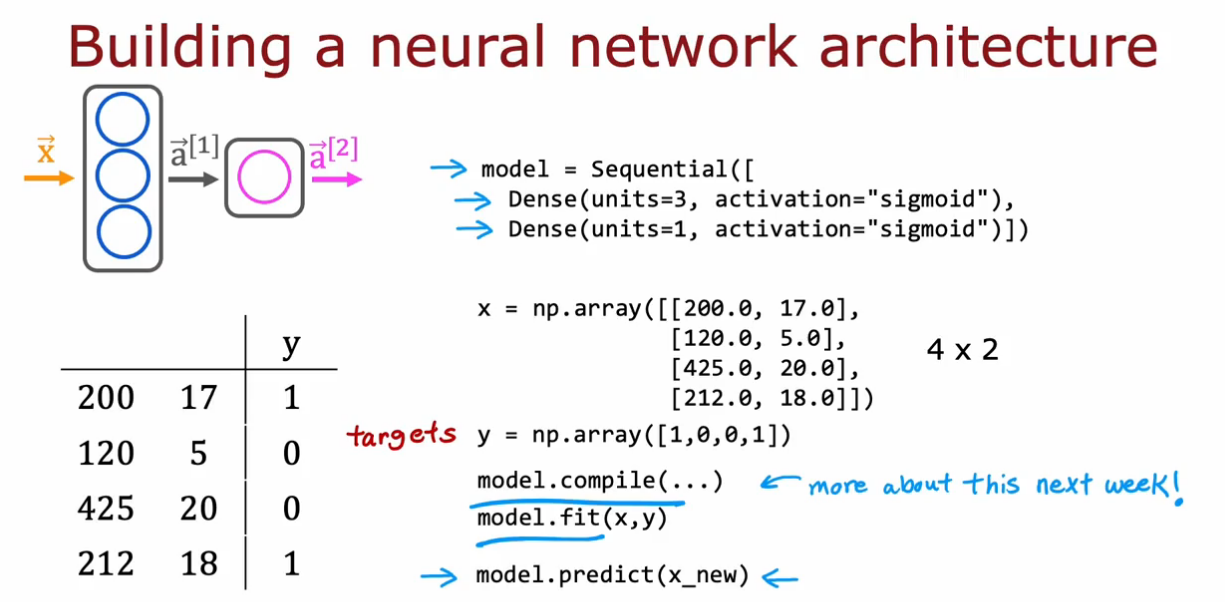 Building a neural network architecture
x⃗
a⃗[1]
a⃗[2]
model = Sequential([
Dense(units=3, activation="sigmoid"),
Dense(units=1, activation="sigmoid")])
y
200 17 1
120 5 0
425 20 0
212 18 1
x = np.array([[200.0, 17.0],
[120.0, 5.0],
[425.0, 20.0],
[212.0, 18.0]])
4 x 2
targets y = np.array([1,0,0,1])
model.compile(...) more about this next week!
model.fit(x,y)
model.predict(x_new)